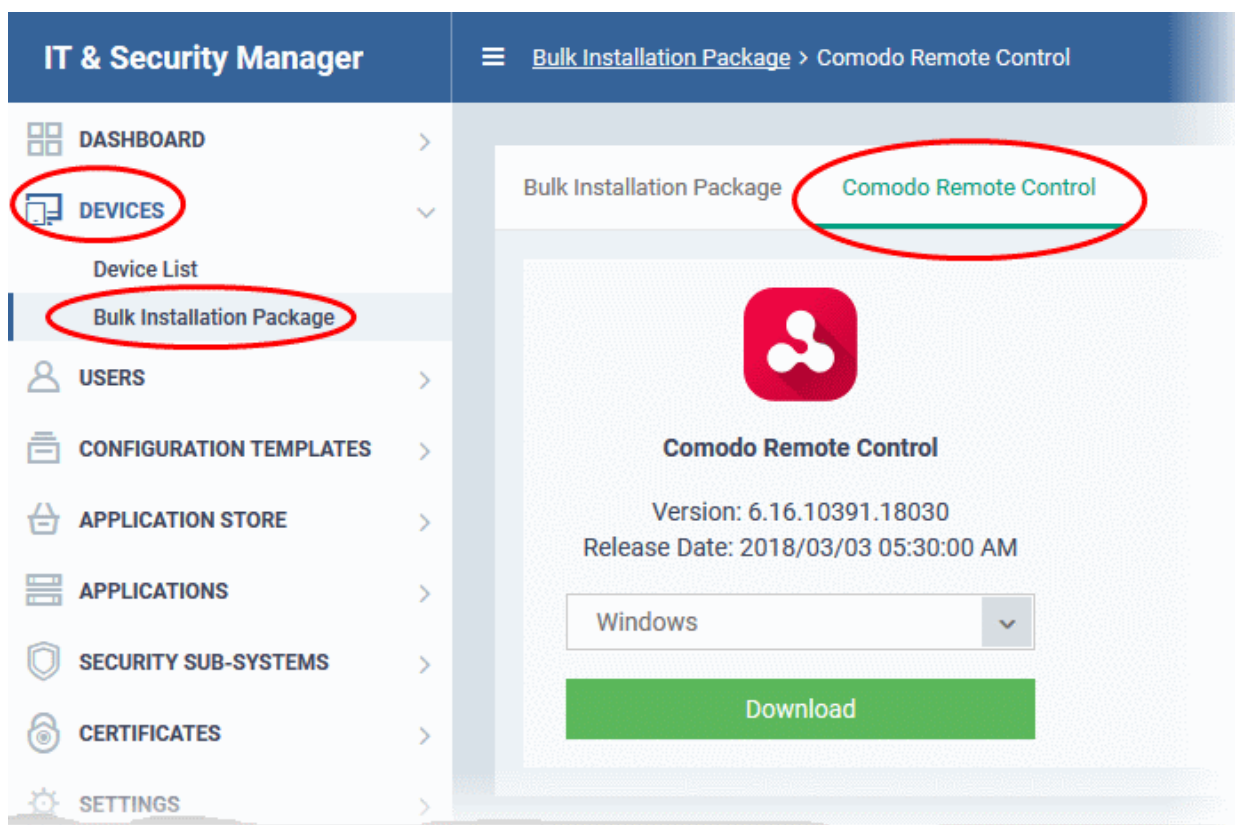 IT & Security Manager
Bulk Installation Package > Comodo Remote Control
DASHBOARD
DEVICES
Device List
Bulk Installation Package
USERS
CONFIGURATION TEMPLATES
APPLICATION STORE
APPLICATIONS
SECURITY SUB-SYSTEMS
CERTIFICATES
SETTINGS
Bulk Installation Package
Comodo Remote Control
Comodo Remote Control
Version: 6.16.10391.18030
Release Date: 2018/03/03 05:30:00 AM
Windows
Download